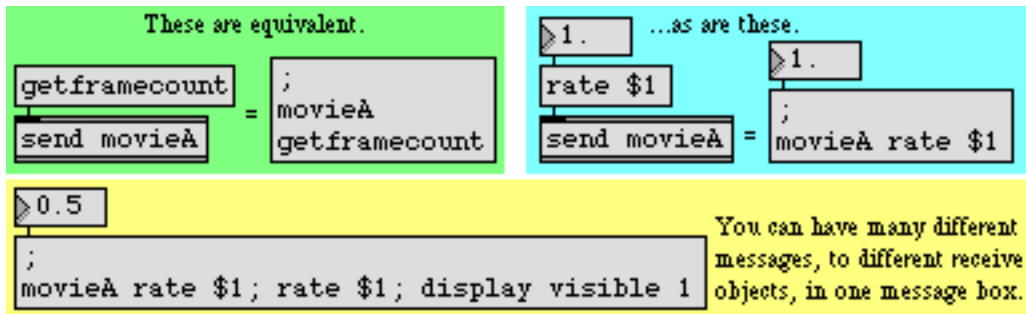 These are equivalent.
getframecount
send movieA
=
;
movieA
getframecount
...as are these.
1.
rate $1
send movieA
=
1.
;
movieA rate $1
0.5
;
movieA rate $1; rate $1; display visible 1
You can have many different
messages, to different receive
objects, in one message box.